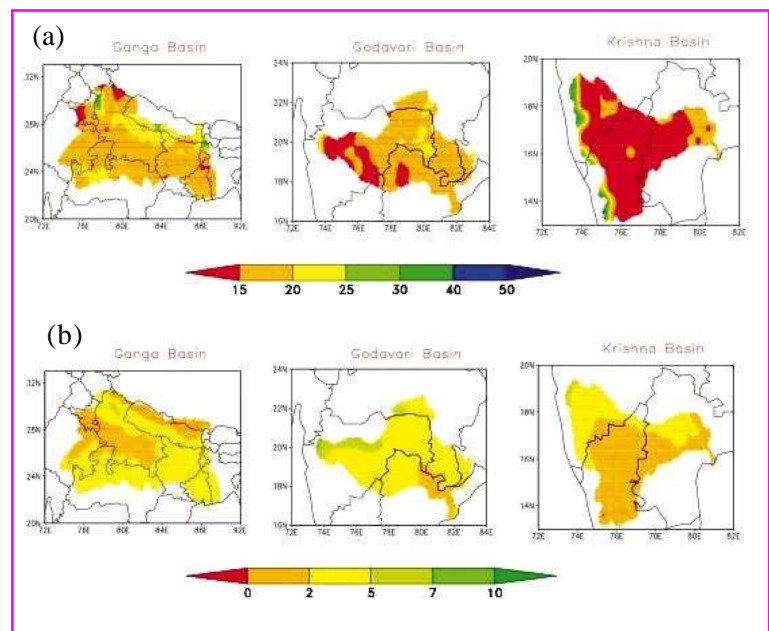 (a)
Ganga Basin
Godavari Basin
Krishna Basin
32N
28N
24N
20N
72E 76E 80E 84E 88E 92E
24N
22N
20N
18N
16N
72E 74E 76E 78E 80E 82E 84E
20N
18N
16N
14N
72E 74E 76E 78E 80E 82E
15 20 25 30 40 50
(b)
Ganga Basin
Godavari Basin
Krishna Basin
32N
28N
24N
20N
72E 76E 80E 84E 88E 92E
24N
22N
20N
18N
16N
72E 74E 76E 78E 80E 82E 84E
20N
18N
16N
14N
72E 74E 76E 78E 80E 82E
0 2 5 7 10